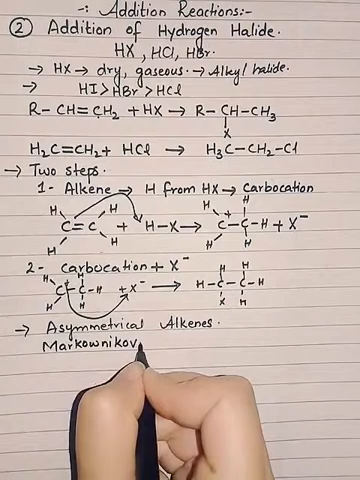 -: Addition Reactions:-
② Addition of Hydrogen Halide.
HX, HCl, HBr.
→ HX → dry, gaseous. → Alkyl halide.
→ HI > HBr > HCl
R-CH=CH₂ + HX → R-CH-CH₃
X
H₂C=CH₂ + HCl → H₃C-CH₂-Cl
→ Two steps.
1- Alkene → H from HX → Carbocation
H H H H
C=C + H-X → C⁺-C-H + X⁻
H H H H
2- Carbocation + X⁻
H H H H
C⁺-C-H + X⁻ → H-C-C-H
H H X H
→ Asymmetrical Alkenes.
Markownikov